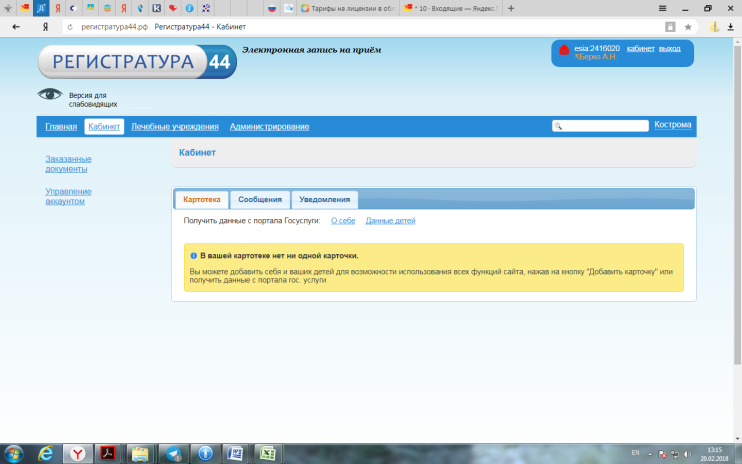 Тарифы на лицензии в обл
* 10 - Входящие — Яндекс.
регистратура44.рф Регистратура44 - Кабинет
РЕГИСТРАТУРА 44
Электронная запись на приём
esia:2416020 кабинет выход
Версия для
слабовидящих
Главная Кабинет Лечебные учреждения Администрирование
Кострома
Заказанные
документы
Управление
аккаунтом
Кабинет
Картотека Сообщения Уведомления
Получить данные с портала Госуслуги: О себе Данные детей
В вашей картотеке нет ни одной карточки.
Вы можете добавить себя и ваших детей для возможности использования всех функций сайта, нажав на кнопку "Добавить карточку" или
получить данные с портала гос. услуги
EN
13:15
20.02.2018